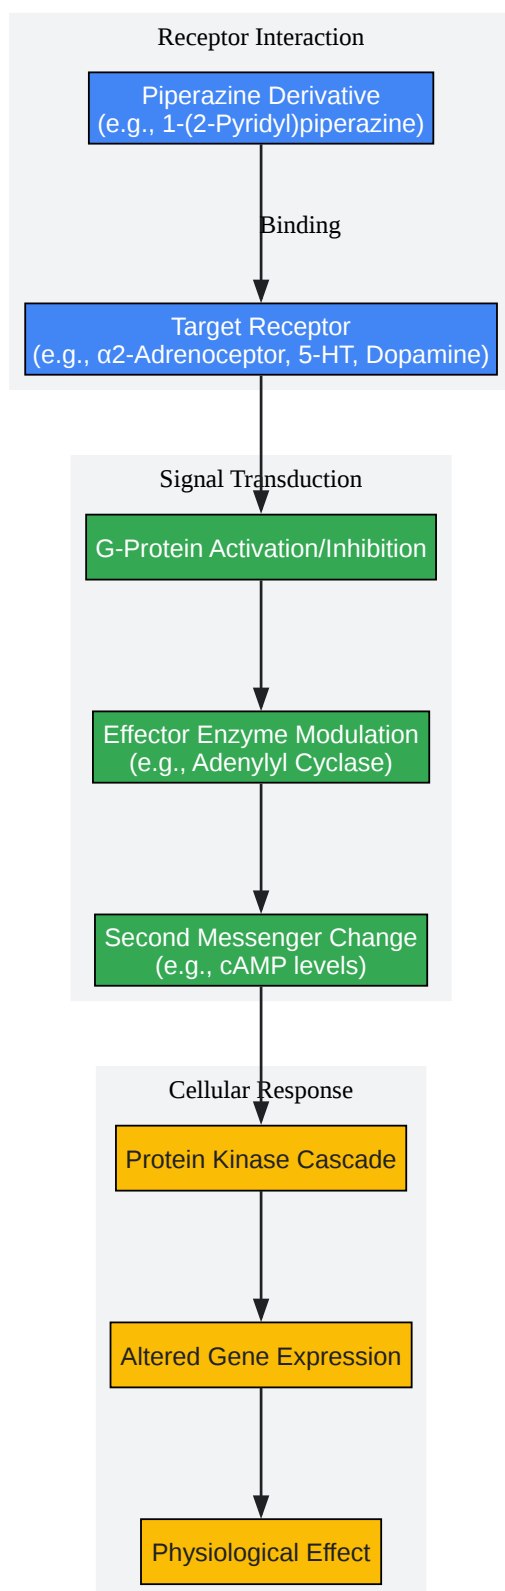 Receptor Interaction
Piperazine Derivative
(e.g., 1-(2-Pyridyl)piperazine)
Binding
Target Receptor
(e.g., α2-Adrenoceptor, 5-HT, Dopamine)
Signal Transduction
G-Protein Activation/Inhibition
Effector Enzyme Modulation
(e.g., Adenylyl Cyclase)
Second Messenger Change
(e.g., cAMP levels)
Cellular Response
Protein Kinase Cascade
Altered Gene Expression
Physiological Effect